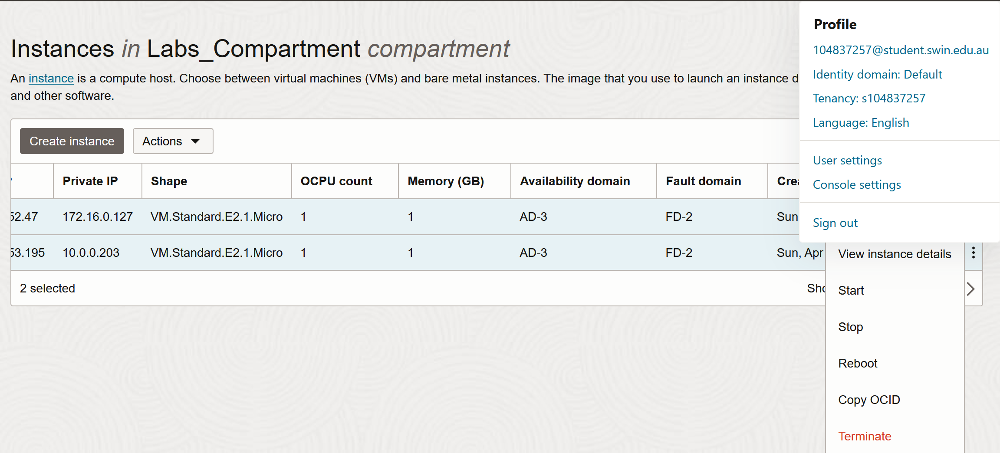 Instances in Labs_Compartment compartment
An instance is a compute host. Choose between virtual machines (VMs) and bare metal instances. The image that you use to launch an instance
and other software.
Create instance
Actions
Private IP Shape OCPU count Memory (GB) Availability domain Fault domain
52.47 172.16.0.127 VM.Standard.E2.1.Micro 1 1 AD-3 FD-2 Sun
53.195 10.0.0.203 VM.Standard.E2.1.Micro 1 1 AD-3 FD-2 Sun, Apr
2 selected
Profile
104837257@student.swin.edu.au
Identity domain: Default
Tenancy: s104837257
Language: English
User settings
Console settings
Sign out
View instance details
Start
Stop
Reboot
Copy OCID
Terminate